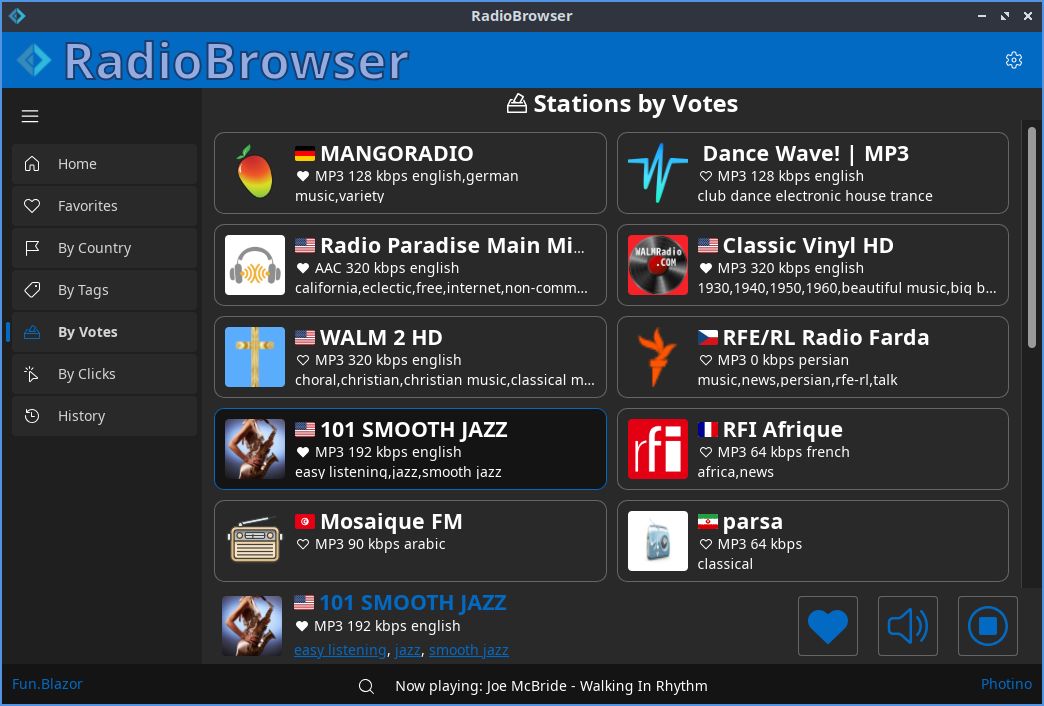 RadioBrowser
RadioBrowser
Stations by Votes
Home
Favorites
By Country
By Tags
By Votes
By Clicks
History
MANGORADIO
MP3 128 kbps english,german
music,variety
Dance Wave! | MP3
MP3 128 kbps english
club dance electronic house trance
Radio Paradise Main Mi...
AAC 320 kbps english
california,eclectic,free,internet,non-comm...
WALMRadio
.COM
Classic Vinyl HD
MP3 320 kbps english
1930,1940,1950,1960,beautiful music,big b...
WALM 2 HD
MP3 320 kbps english
choral,christian,christian music,classical m...
RFE/RL Radio Farda
MP3 0 kbps persian
music,news,persian,rfe-rl,talk
101 SMOOTH JAZZ
MP3 192 kbps english
easy listening,jazz,smooth jazz
rfi
RFI Afrique
MP3 64 kbps french
africa,news
Mosaique FM
MP3 90 kbps arabic
parsa
MP3 64 kbps
classical
101 SMOOTH JAZZ
MP3 192 kbps english
easy listening, jazz, smooth jazz
Fun.Blazor
Now playing: Joe McBride - Walking In Rhythm
Photino